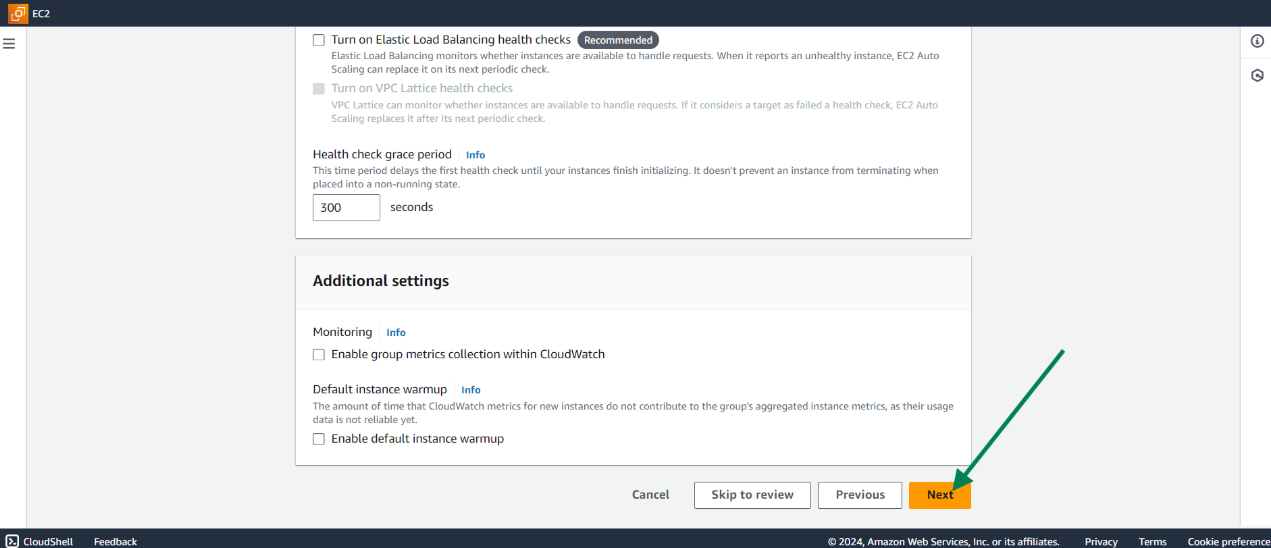 EC2
Turn on Elastic Load Balancing health checks Recommended
Elastic Load Balancing monitors whether instances are available to handle requests. When it reports an unhealthy instance, EC2 Auto
Scaling can replace it on its next periodic check.
Turn on VPC Lattice health checks
VPC Lattice can monitor whether instances are available to handle requests. If it considers a target as failed a health check, EC2 Auto
Scaling replaces it after its next periodic check.
Health check grace period Info
This time period delays the first health check until your instances finish initializing. It doesn't prevent an instance from terminating when
placed into a non-running state.
300 seconds
Additional settings
Monitoring Info
Enable group metrics collection within CloudWatch
Default instance warmup Info
The amount of time that CloudWatch metrics for new instances do not contribute to the group's aggregated instance metrics, as their usage
data is not reliable yet.
Enable default instance warmup
Cancel Skip to review Previous Next
CloudShell Feedback © 2024, Amazon Web Services, Inc. or its affiliates. Privacy Terms Cookie preference